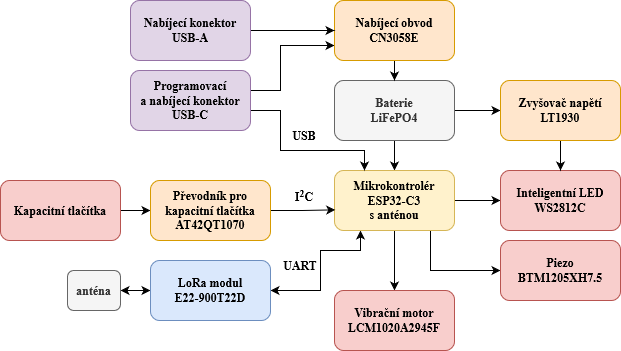 Nabíjecí konektor
USB-A
Nabíjecí obvod
CN3058E
Programovací
a nabíjecí konektor
USB-C
Baterie
LiFePO4
Zvyšovač napětí
LT1930
USB
Kapacitní tlačítka
Převodník pro
kapacitní tlačítka
AT42QT1070
I²C
Mikrokontrolér
ESP32-C3
s anténou
Inteligentní LED
WS2812C
UART
Piezo
BTM1205XH7.5
anténa
LoRa modul
E22-900T22D
Vibrační motor
LCM1020A2945F